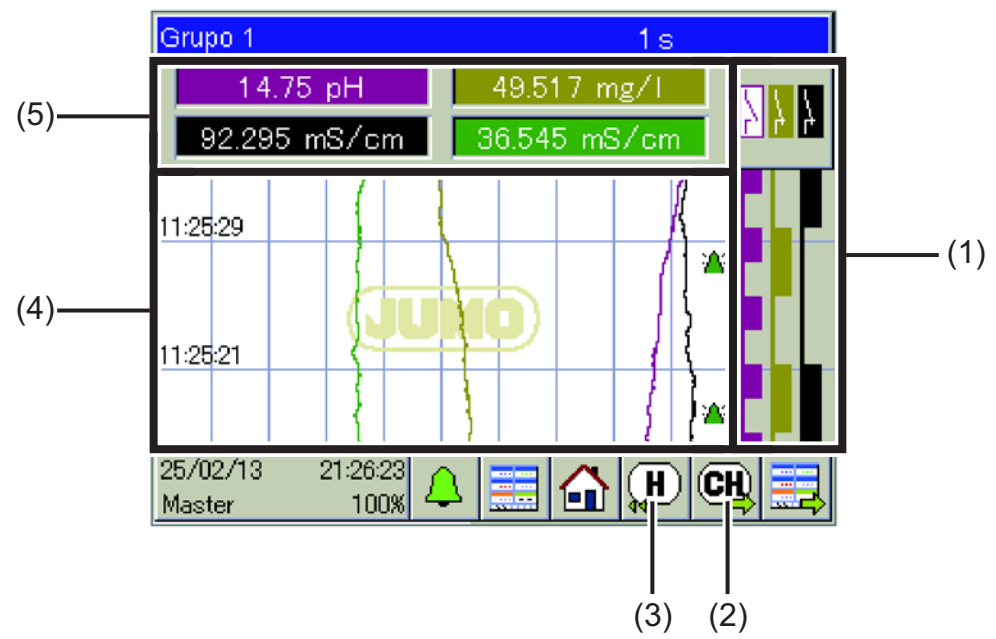 Grupo 1 1 s
14.75 pH 49.517 mg/l
(5)
92.295 mS/cm 36.545 mS/cm
11:25:29
(1)
(4)
JUMO
11:25:21
25/02/13 21:26:23
Master 100%
H CH
(3) (2)